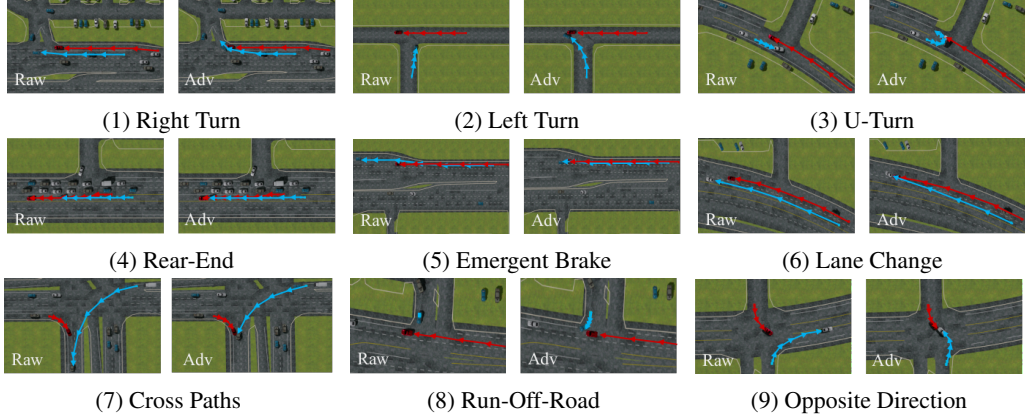 Raw Adv Raw Adv Raw Adv
(1) Right Turn (2) Left Turn (3) U-Turn
Raw Adv Raw Adv Raw Adv
(4) Rear-End (5) Emergent Brake (6) Lane Change
Raw Adv Raw Adv Raw Adv
(7) Cross Paths (8) Run-Off-Road (9) Opposite Direction